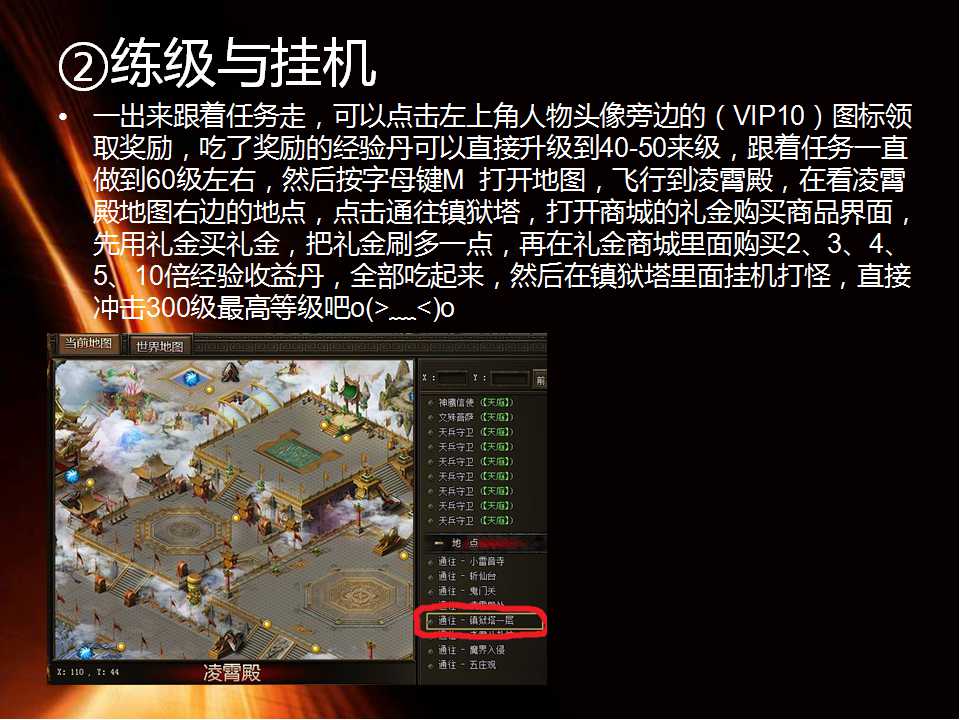 ②练级与挂机
• 一出来跟着任务走，可以点击左上角人物头像旁边的（VIP10）图标领
取奖励，吃了奖励的经验丹可以直接升级到40-50来级，跟着任务一直
做到60级左右，然后按字母键M 打开地图，飞行到凌霄殿，在看凌霄
殿地图右边的地点，点击通往镇狱塔，打开商城的礼金购买商品界面，
先用礼金买礼金，把礼金刷多一点，再在礼金商城里面购买2、3、4、
5、10倍经验收益丹，全部吃起来，然后在镇狱塔里面挂机打怪，直接
冲击300级最高等级吧o(>﹏<)o
当前地图 世界地图
X： Y： 前
神鹰信使（【天庭】）
文殊菩萨（【天庭】）
天兵守卫（【天庭】）
天兵守卫（【天庭】）
天兵守卫（【天庭】）
天兵守卫（【天庭】）
天兵守卫（【天庭】）
天兵守卫（【天庭】）
天兵守卫（【天庭】）
地 点
通往 - 小雷音寺
通往 - 斩仙台
通往 - 鬼门关
通往 - 镇狱塔一层
通往 - 魔界入侵
通往 - 五庄观
X: 110 , Y: 44
凌霄殿